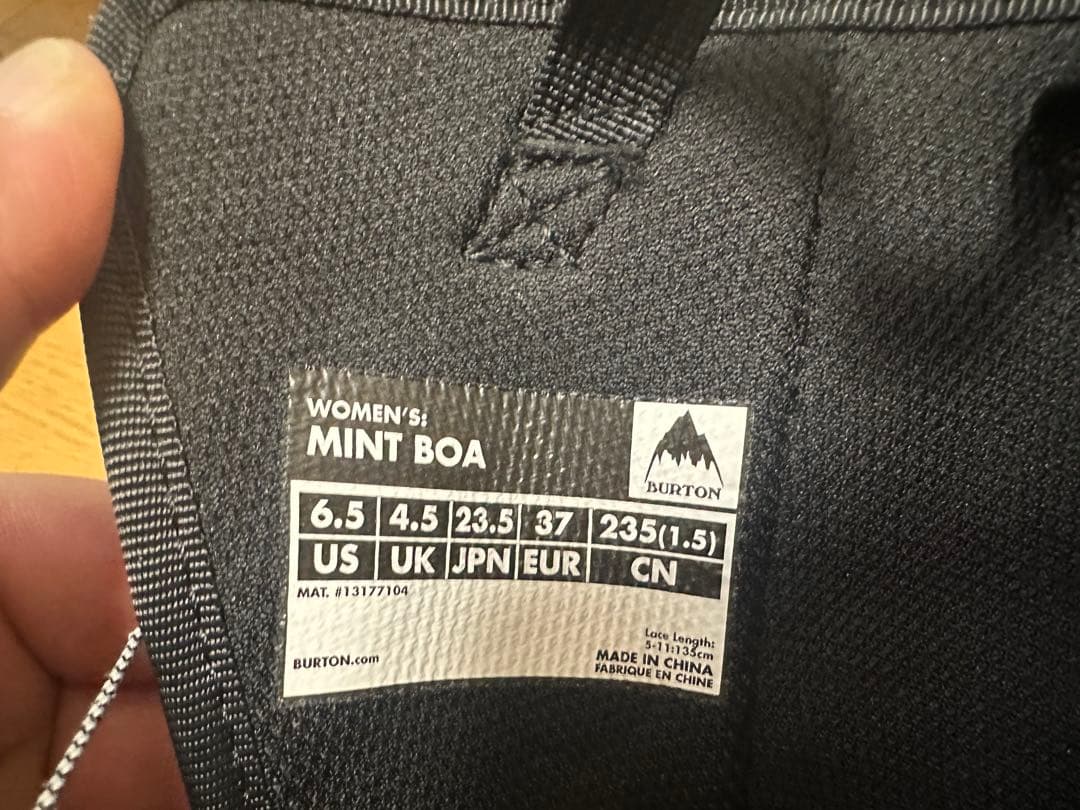 WOMEN'S:
MINT BOA
BURTON
6.5 4.5 23.5 37 235(1.5)
US UK JPN EUR CN
MAT. #13177104
Lace Length:
5-11:135cm
BURTON.com
MADE IN CHINA
FABRIQUE EN CHINE